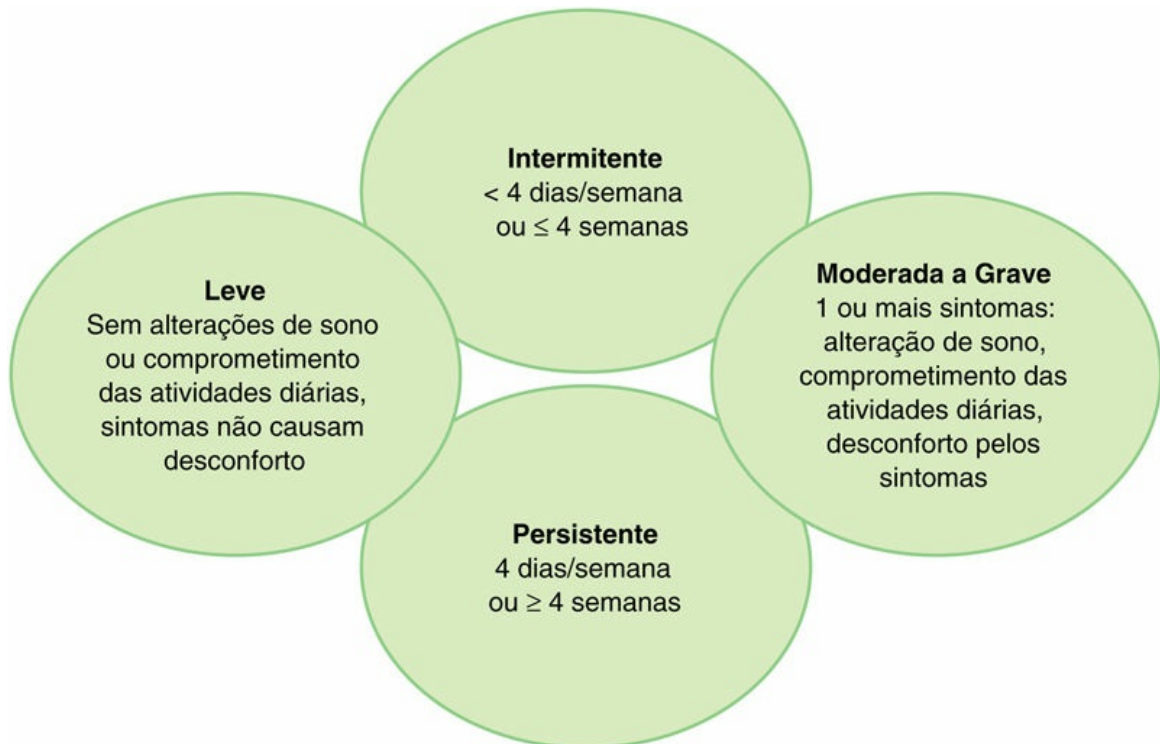 Intermitente
< 4 dias/semana
ou ≤ 4 semanas
Leve
Sem alterações de sono
ou comprometimento
das atividades diárias,
sintomas não causam
desconforto
Moderada a Grave
1 ou mais sintomas:
alteração de sono,
comprometimento das
atividades diárias,
desconforto pelos
sintomas
Persistente
4 dias/semana
ou ≥ 4 semanas